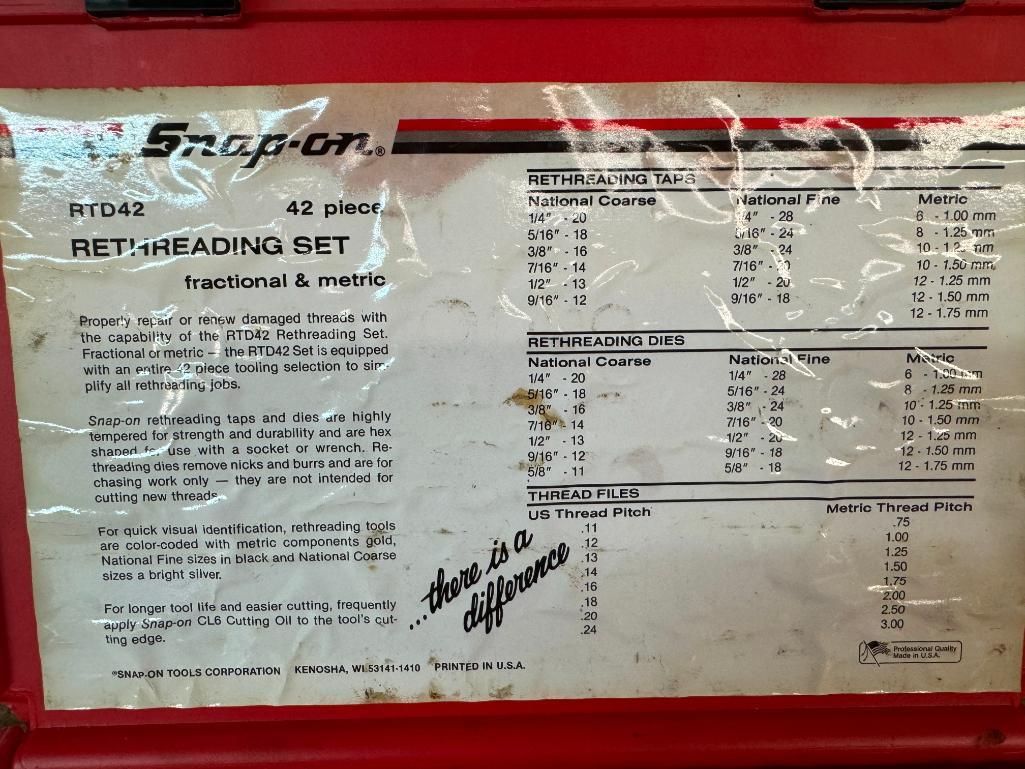 Snap-on®
RTD42 42 piece
RETHREADING SET
fractional & metric
Properly repair or renew damaged threads with
the capability of the RTD42 Rethreading Set.
Fractional or metric — the RTD42 Set is equipped
with an entire 42 piece tooling selection to sim-
plify all rethreading jobs.
Snap-on rethreading taps and dies are highly
tempered for strength and durability and are hex
shaped for use with a socket or wrench. Re-
threading dies remove nicks and burrs and are for
chasing work only — they are not intended for
cutting new threads
For quick visual identification, rethreading tools
are color-coded with metric components gold,
National Fine sizes in black and National Coarse
sizes a bright silver.
For longer tool life and easier cutting, frequently
apply Snap-on CL6 Cutting Oil to the tool's cut-
ting edge.
®SNAP-ON TOOLS CORPORATION KENOSHA, WI 53141-1410 PRINTED IN U.S.A.
...there is a
difference
RETHREADING TAPS
National Coarse National Fine Metric
1/4" - 20 1/4" - 28 6 - 1.00 mm
5/16" - 18 5/16" - 24 8 - 1.25 mm
3/8" - 16 3/8" - 24 10 - 1.25 mm
7/16" - 14 7/16" - 20 10 - 1.50 mm
1/2" - 13 1/2" - 20 12 - 1.25 mm
9/16" - 12 9/16" - 18 12 - 1.50 mm
12 - 1.75 mm
RETHREADING DIES
National Coarse National Fine Metric
1/4" - 20 1/4" - 28 6 - 1.00 mm
5/16" - 18 5/16" - 24 8 - 1.25 mm
3/8" - 16 3/8" - 24 10 - 1.25 mm
7/16" - 14 7/16" - 20 10 - 1.50 mm
1/2" - 13 1/2" - 20 12 - 1.25 mm
9/16" - 12 9/16" - 18 12 - 1.50 mm
5/8" - 11 5/8" - 18 12 - 1.75 mm
THREAD FILES
US Thread Pitch Metric Thread Pitch
.11 .75
.12 1.00
.13 1.25
.14 1.50
.16 1.75
.18 2.00
.20 2.50
.24 3.00
Professional Quality
Made in U.S.A.